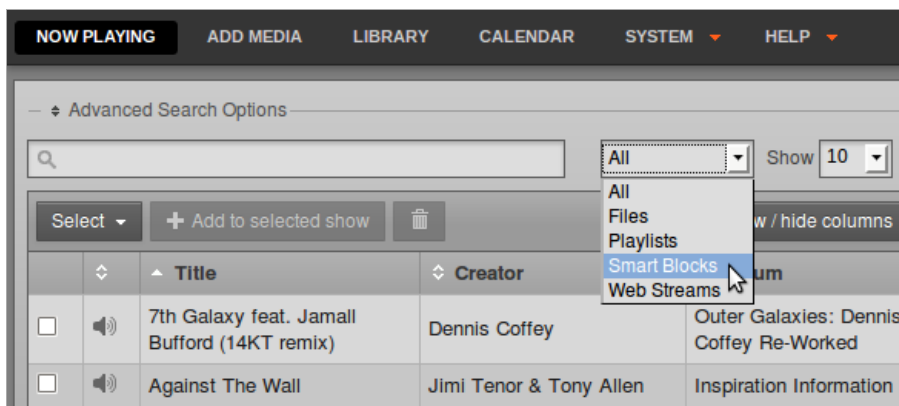 NOW PLAYING ADD MEDIA LIBRARY CALENDAR SYSTEM HELP
Advanced Search Options
All Show 10
All
Files
Playlists
Smart Blocks
Web Streams
Select + Add to selected show / hide columns
Title Creator
7th Galaxy feat. Jamall
Bufford (14KT remix)
Dennis Coffey
Outer Galaxies: Dennis
Coffey Re-Worked
Against The Wall Jimi Tenor & Tony Allen Inspiration Information